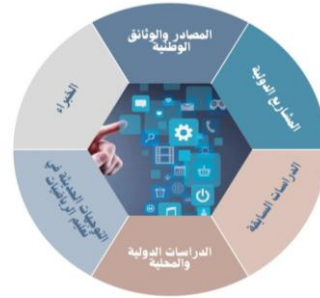 المصادر والوثائق
الوطنية
المشاريع الدولية
الدراسات السابقة
الدراسات الدولية
والمحلية
التوجهات الحديثة في
تعليم الرياضيات
الخبراء